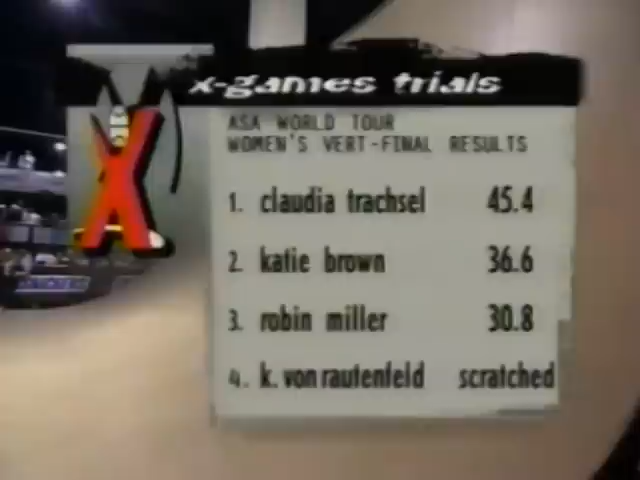 x-games trials
ASA WORLD TOUR
WOMEN'S VERT-FINAL RESULTS
1. claudia trachsel 45.4
2. katie brown 36.6
3. robin miller 30.8
4. k. von rautenfeld scratched
X